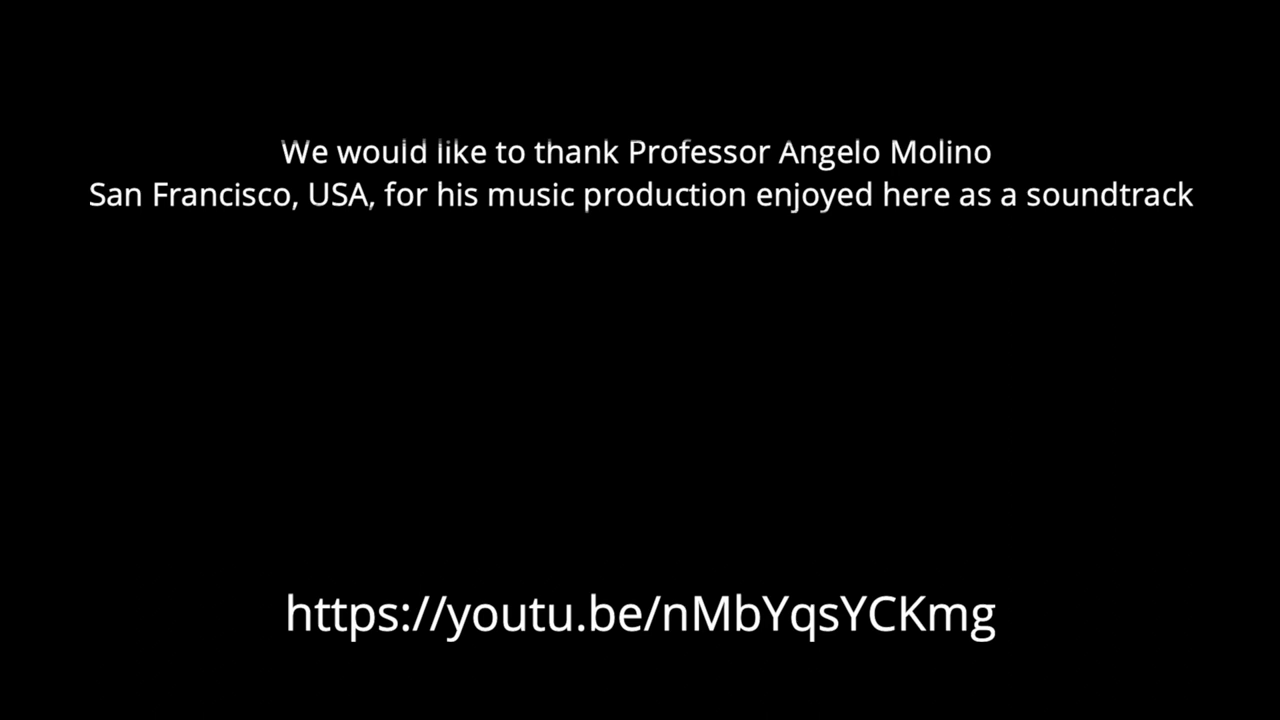 We would like to thank Professor Angelo Molino
San Francisco, USA, for his music production enjoyed here as a soundtrack
https://youtu.be/nMbYqsYCKmg